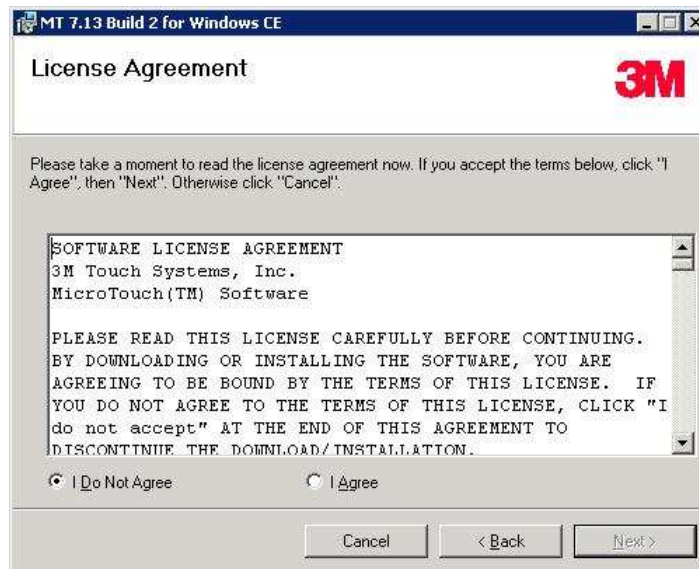 MT 7.13 Build 2 for Windows CE
License Agreement
3M
Please take a moment to read the license agreement now. If you accept the terms below, click "I
Agree", then "Next". Otherwise click "Cancel".
SOFTWARE LICENSE AGREEMENT
3M Touch Systems, Inc.
MicroTouch(TM) Software
PLEASE READ THIS LICENSE CAREFULLY BEFORE CONTINUING.
BY DOWNLOADING OR INSTALLING THE SOFTWARE, YOU ARE
AGREEING TO BE BOUND BY THE TERMS OF THIS LICENSE.  IF
YOU DO NOT AGREE TO THE TERMS OF THIS LICENSE, CLICK "I
do not accept" AT THE END OF THIS AGREEMENT TO
DISCONTINUE THE DOWNLOAD/INSTALLATION.
I Do Not Agree
I Agree
Cancel
< Back
Next >